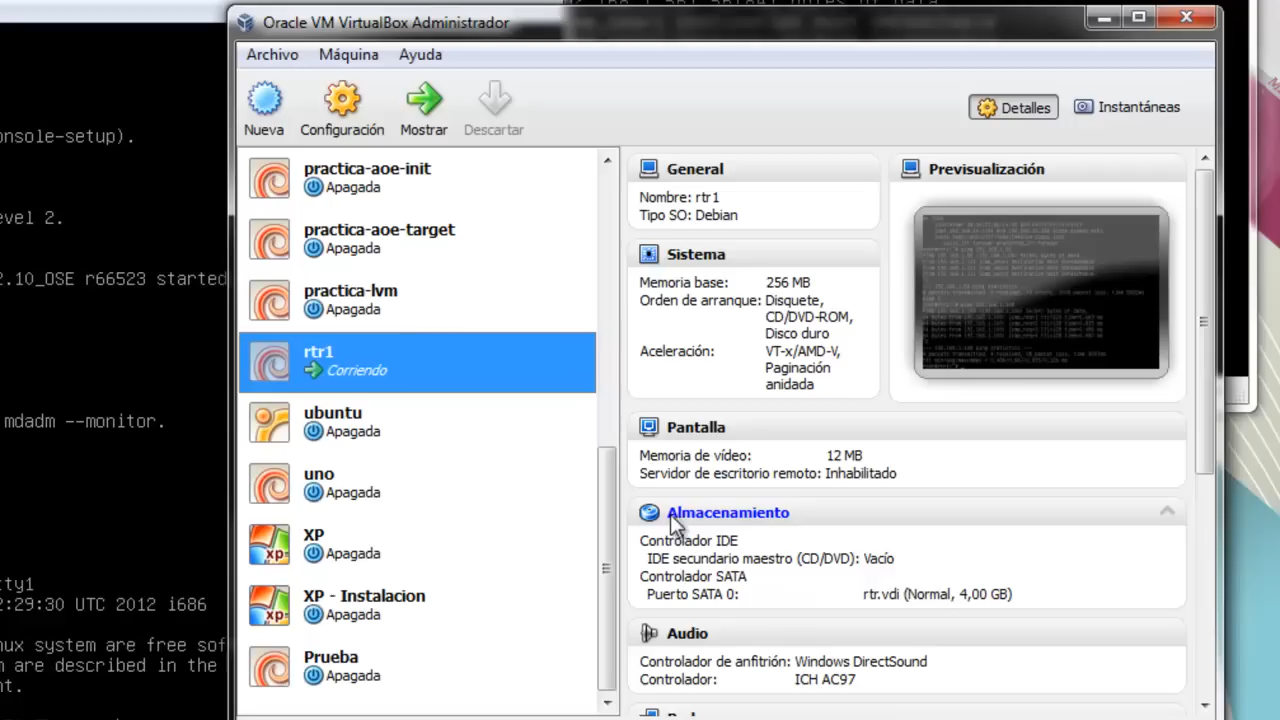 Oracle VM VirtualBox Administrador
Archivo Máquina Ayuda
Nueva Configuración Mostrar Descartar
Detalles Instantáneas
onsole-setup).
evel 2.
2.10_OSE r66523 started
mdadm --monitor.
tty1
2:29:30 UTC 2012 i686
nux system are free sof
m are described in the
nt.
practica-aoe-init
Apagada
practica-aoe-target
Apagada
practica-lvm
Apagada
rtr1
Corriendo
ubuntu
Apagada
uno
Apagada
XP
Apagada
XP - Instalacion
Apagada
Prueba
Apagada
General
Nombre: rtr1
Tipo SO: Debian
Sistema
Memoria base: 256 MB
Orden de arranque: Disquete,
CD/DVD-ROM,
Disco duro
Aceleración: VT-x/AMD-V,
Paginación
anidada
Previsualización
Pantalla
Memoria de vídeo: 12 MB
Servidor de escritorio remoto: Inhabilitado
Almacenamiento
Controlador IDE
IDE secundario maestro (CD/DVD): Vacío
Controlador SATA
Puerto SATA 0: rtr.vdi (Normal, 4,00 GB)
Audio
Controlador de anfitrión: Windows DirectSound
Controlador: ICH AC97